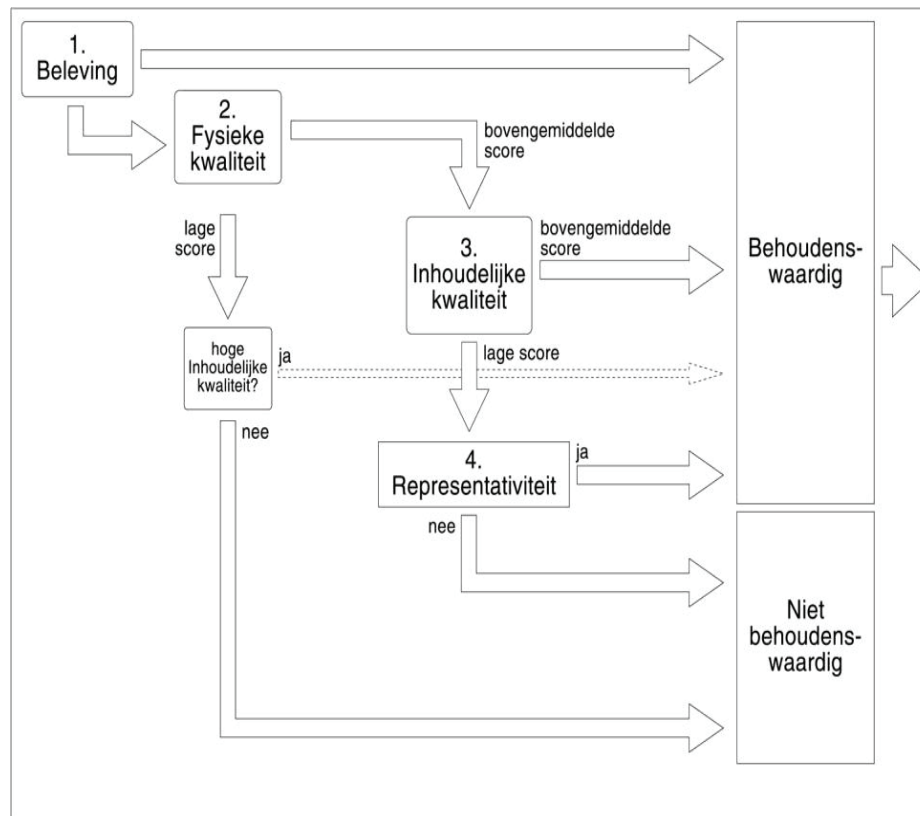 1.
Beleving
2.
Fysieke
kwaliteit
bovengemiddelde
score
lage
score
3.
Inhoudelijke
kwaliteit
bovengemiddelde
score
Behoudens-
waardig
hoge
Inhoudelijke
kwaliteit?
ja
lage score
nee
4.
Representativiteit
ja
nee
Niet
behoudens-
waardig